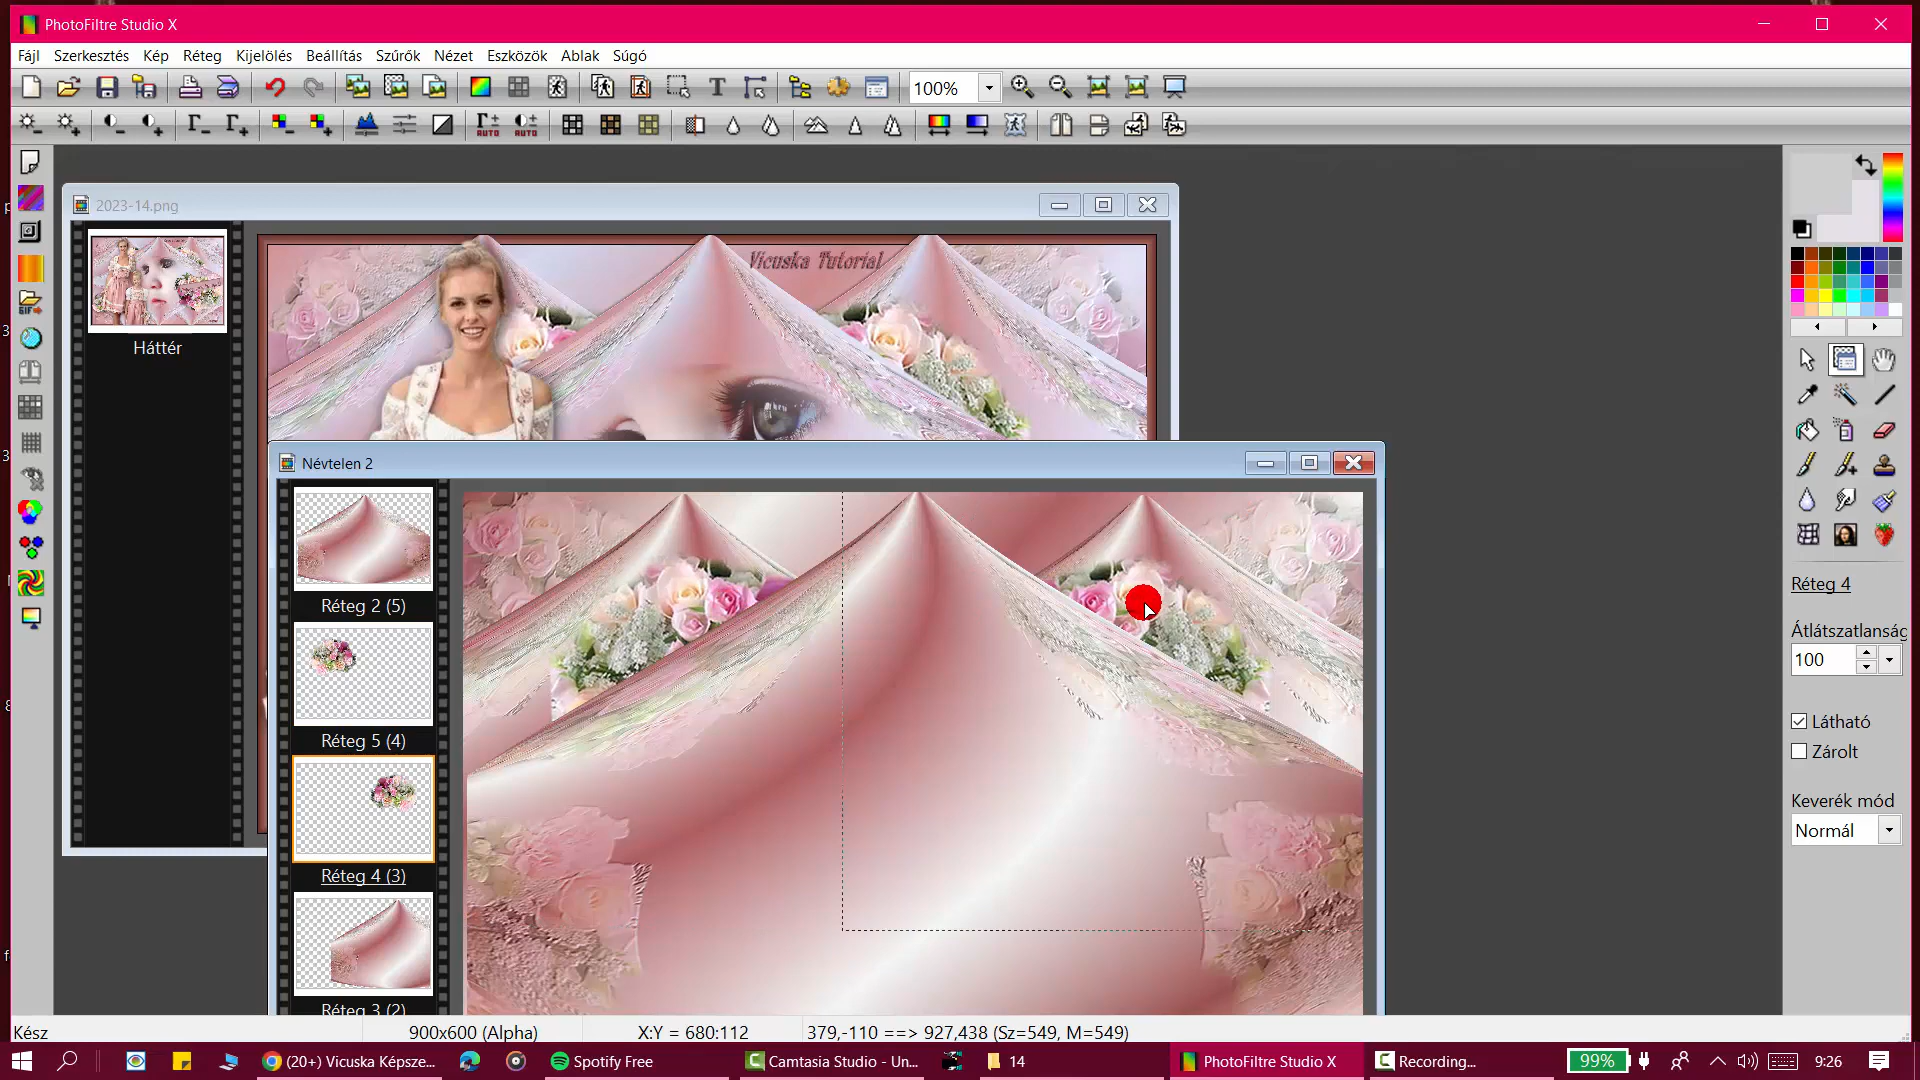 PhotoFiltre Studio X
Fájl Szerkesztés Kép Réteg Kijelölés Beállítás Szűrők Nézet Eszközök Ablak Súgó
100%
AUTO AUTO
2023-14.png
Háttér
Vicuska Tutorial
Névtelen 2
Réteg 2 (5)
Réteg 5 (4)
Réteg 4 (3)
Réteg 3 (2)
Réteg 4
Átlátszatlanság
100
Látható
Zárolt
Keverék mód
Normál
Kész
900x600 (Alpha)
X:Y = 680:112
379,-110 ==> 927,438 (Sz=549, M=549)
(20+) Vicuska Képsze...
Spotify Free
Camtasia Studio - Un...
14
PhotoFiltre Studio X
Recording...
99%
9:26